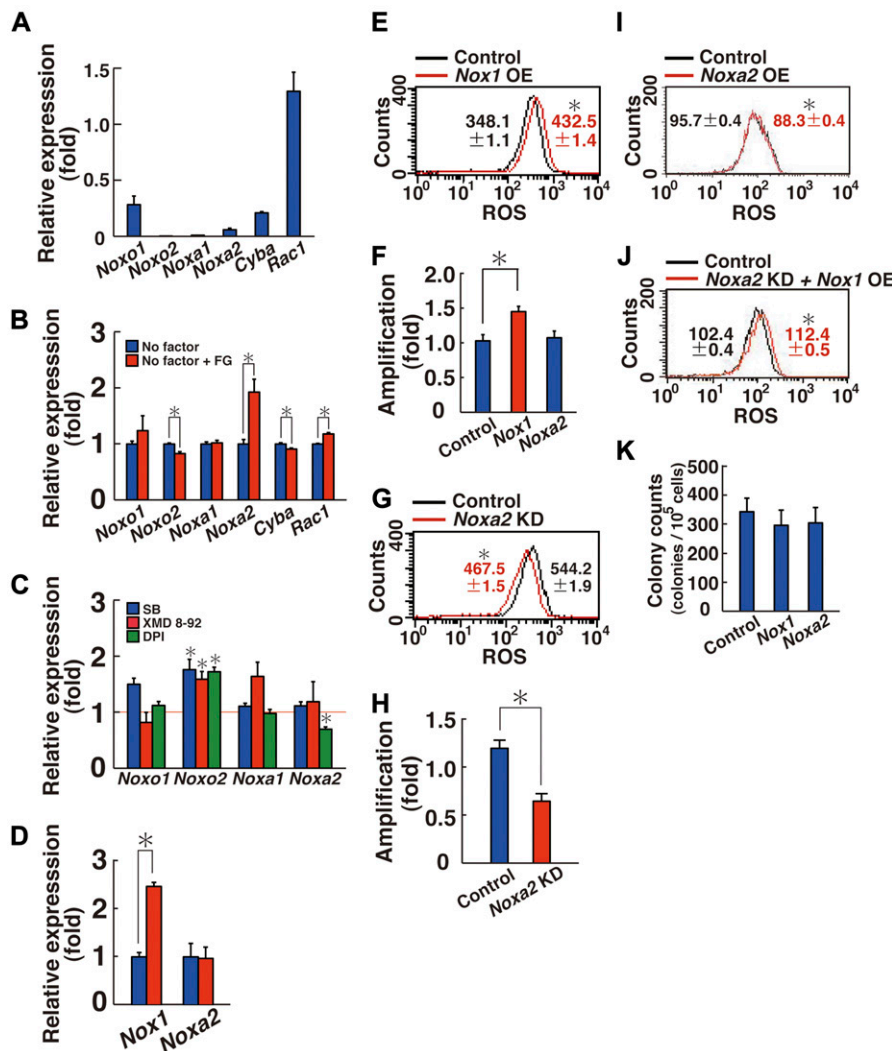 A
Relative expresssion
(fold)
1.5
1.0
0.5
0
Noxo1
Noxo2
Noxa1
Noxa2
Cyba
Rac1
B
Relative expresssion
(fold)
3
2
1
0
No factor
No factor + FG
*
*
*
*
Noxo1
Noxo2
Noxa1
Noxa2
Cyba
Rac1
C
Relative expresssion
(fold)
3
2
1
0
SB
XMD 8-92
DPI
* * *
*
Noxo1
Noxo2
Noxa1
Noxa2
D
Relative expresssion
(fold)
3
2
1
0
*
Nox1
Noxa2
E
Control
Nox1 OE
Counts
400
0
348.1
±1.1
*
432.5
±1.4
10⁰ 10¹ 10² 10³ 10⁴
ROS
F
Amplification
(fold)
2.0
1.5
1.0
0.5
0
*
Control
Nox1
Noxa2
G
Control
Noxa2 KD
Counts
400
0
*
467.5
±1.5
544.2
±1.9
10⁰ 10¹ 10² 10³ 10⁴
ROS
H
Amplification
(fold)
1.5
1.0
0.5
0
*
Control
Noxa2 KD
I
Control
Noxa2 OE
Counts
200
0
95.7±0.4
*
88.3±0.4
10⁰ 10¹ 10² 10³ 10⁴
ROS
J
Control
Noxa2 KD + Nox1 OE
Counts
200
0
102.4
±0.4
*
112.4
±0.5
10⁰ 10¹ 10² 10³ 10⁴
ROS
K
Colony counts
(colonies / 10⁵ cells)
500
400
300
200
100
0
Control
Nox1
Noxa2